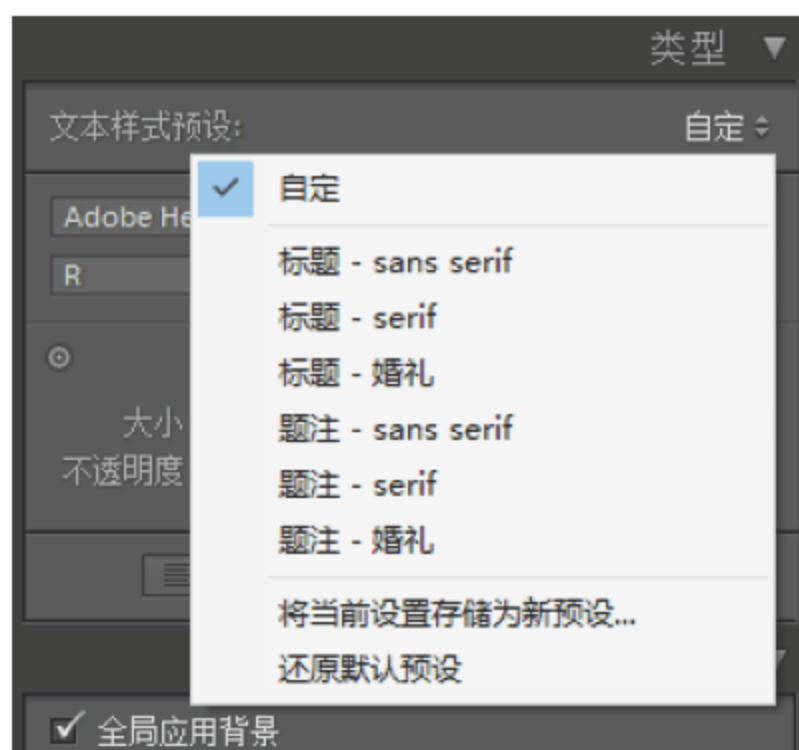 类型
文本样式预设: 自定
自定
Adobe He
标题 - sans serif
R
标题 - serif
标题 - 婚礼
大小
题注 - sans serif
不透明度
题注 - serif
题注 - 婚礼
将当前设置存储为新预设...
还原默认预设
全局应用背景